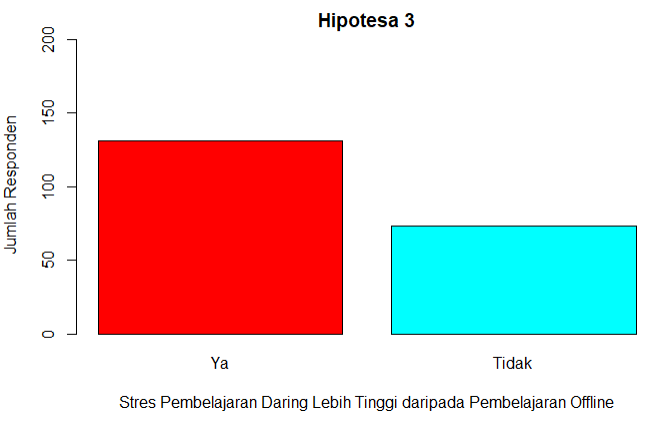 Hipotesa 3
200
150
100
50
0
Jumlah Responden
Ya
Tidak
Stres Pembelajaran Daring Lebih Tinggi daripada Pembelajaran Offline